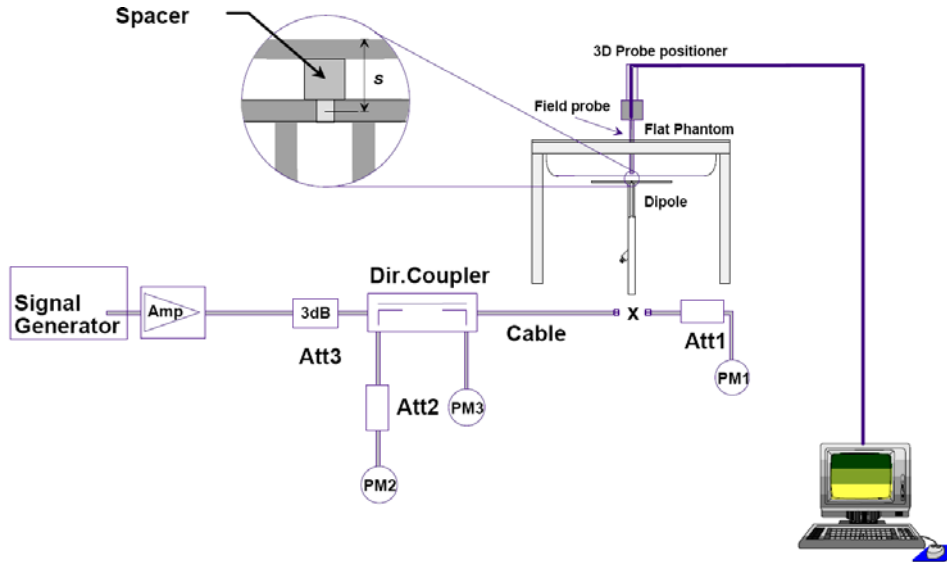 Spacer
s
3D Probe positioner
Field probe
Flat Phantom
Dipole
Signal
Generator
Amp
3dB
Att3
Dir.Coupler
Cable
x
Att1
PM1
Att2
PM3
PM2